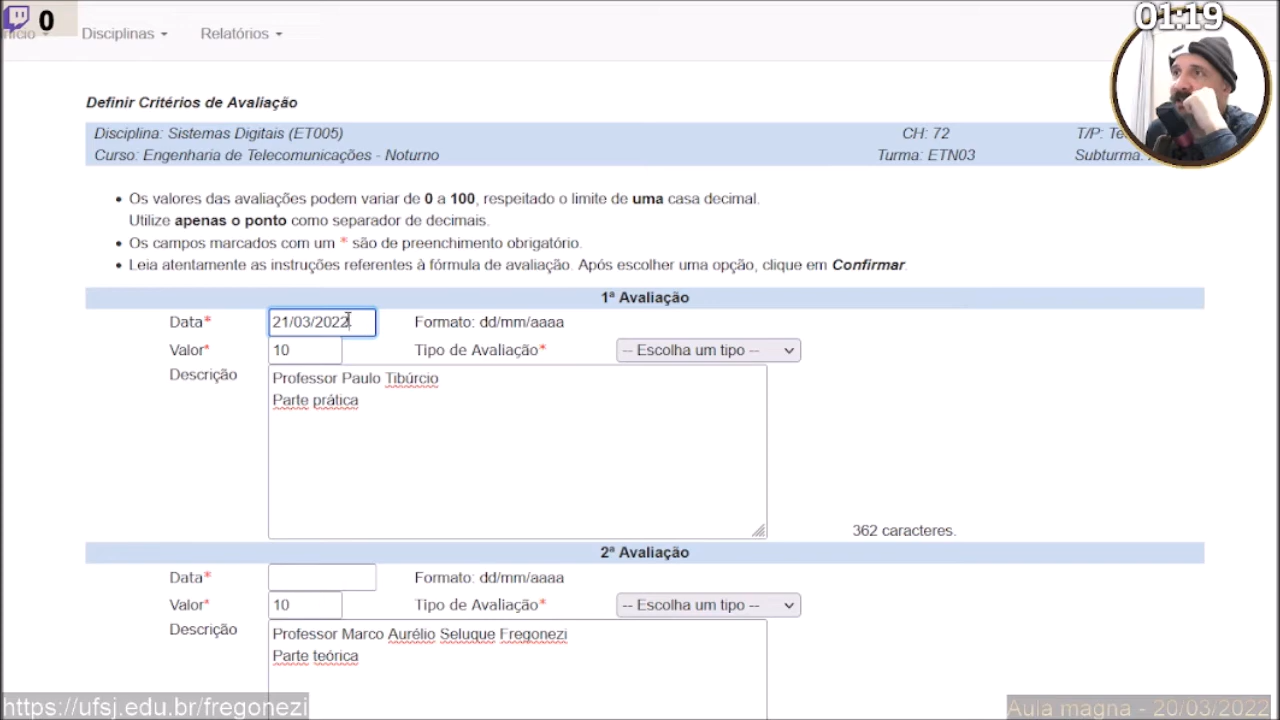 0
01:19
Início
Disciplinas
Relatórios
Definir Critérios de Avaliação
Disciplina: Sistemas Digitais (ET005) CH: 72 T/P:
Curso: Engenharia de Telecomunicações - Noturno Turma: ETN03 Subturma:
Os valores das avaliações podem variar de 0 a 100, respeitado o limite de uma casa decimal.
Utilize apenas o ponto como separador de decimais.
Os campos marcados com um * são de preenchimento obrigatório.
Leia atentamente as instruções referentes à fórmula de avaliação. Após escolher uma opção, clique em Confirmar.
1ª Avaliação
Data* 21/03/2022 Formato: dd/mm/aaaa
Valor* 10 Tipo de Avaliação* -- Escolha um tipo --
Descrição Professor Paulo Tibúrcio
Parte prática
362 caracteres.
2ª Avaliação
Data* Formato: dd/mm/aaaa
Valor* 10 Tipo de Avaliação* -- Escolha um tipo --
Descrição Professor Marco Aurélio Seluque Fregonezi
Parte teórica
https://ufsj.edu.br/fregonezi
Aula magna - 20/03/2022